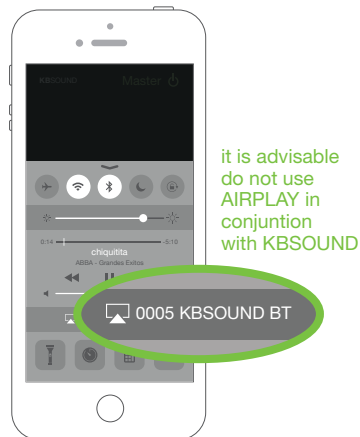 KBSOUND Master
0:14 -5:10
chiquitita
ABBA - Grandes Exitos
0005 KBSOUND BT
it is advisable
do not use
AIRPLAY in
conjuntion
with KBSOUND